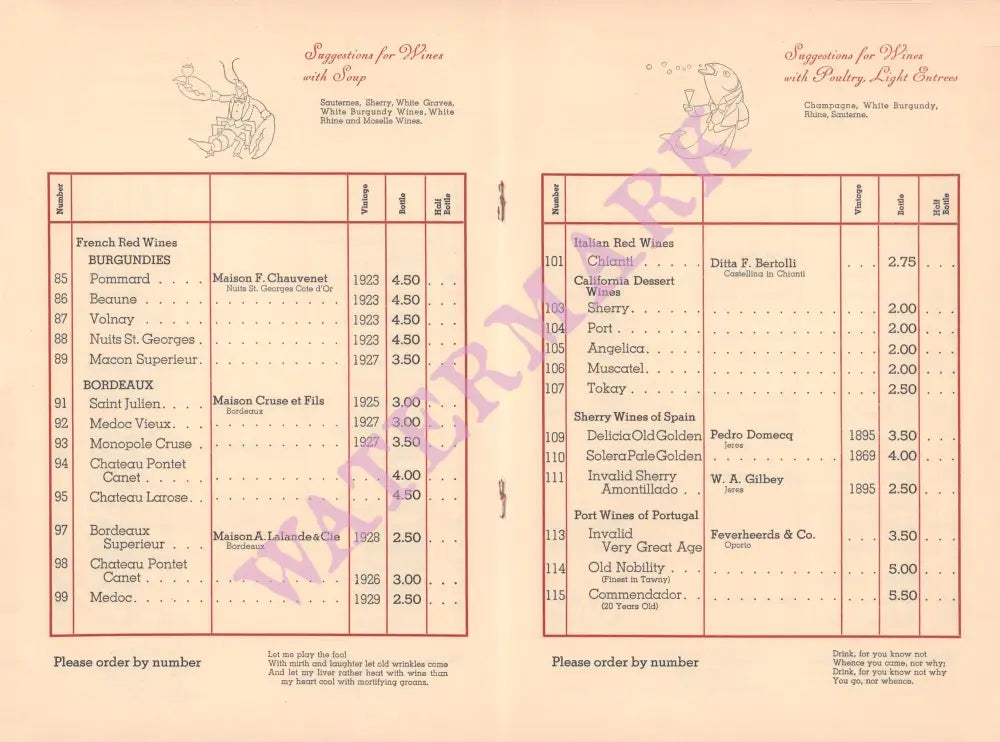 Suggestions for Wines
with Soup
Sauternes, Sherry, White Graves,
White Burgundy Wines, White
Rhine and Moselle Wines.
Number Vintage Bottle Half Bottle
French Red Wines
BURGUNDIES
85 Pommard . . . . Maison F. Chauvenet 1923 4.50 . . .
Nuits St. Georges Cote d'Or
86 Beaune . . . . . . . . . . . . . . . . 1923 4.50 . . .
87 Volnay . . . . . . . . . . . . . . . . 1923 4.50 . . .
88 Nuits St. Georges . . . . . . . . . . . 1923 4.50 . . .
89 Macon Superieur. . . . . . . . . . . 1927 3.50 . . .
BORDEAUX
91 Saint Julien. . . . Maison Cruse et Fils 1925 3.00 . . .
Bordeaux
92 Medoc Vieux. . . . . . . . . . . . . . 1927 3.00 . . .
93 Monopole Cruse . . . . . . . . . . . 1927 3.50 . . .
94 Chateau Pontet
Canet . . . . . . . . . . . . . . . . 4.00 . . .
95 Chateau Larose. . . . . . . . . . . . 4.50 . . .
97 Bordeaux
Superieur . . . Maison A. Lalande & Cie 1928 2.50 . . .
Bordeaux
98 Chateau Pontet
Canet . . . . . . . . . . . . . . . . 1926 3.00 . . .
99 Medoc. . . . . . . . . . . . . . . . . 1929 2.50 . . .
Please order by number
Let me play the fool
With mirth and laughter let old wrinkles come
And let my liver rather heat with wine than
my heart cool with mortifying groans.
Suggestions for Wines
with Poultry, Light Entrees
Champagne, White Burgundy,
Rhine, Sauterne.
Number Vintage Bottle Half Bottle
Italian Red Wines
101 Chianti . . . . . Ditta F. Bertolli . . . 2.75 . . .
Castellina in Chianti
California Dessert
Wines
103 Sherry. . . . . . . . . . . . . . . . . . . . 2.00 . . .
104 Port . . . . . . . . . . . . . . . . . . . . 2.00 . . .
105 Angelica. . . . . . . . . . . . . . . . . . . 2.00 . . .
106 Muscatel. . . . . . . . . . . . . . . . . . . 2.00 . . .
107 Tokay . . . . . . . . . . . . . . . . . . . . 2.50 . . .
Sherry Wines of Spain
109 Delicia Old Golden Pedro Domecq 1895 3.50 . . .
Jeres
110 Solera Pale Golden . . . . . . . . . . 1869 4.00 . . .
111 Invalid Sherry W. A. Gilbey
Amontillado . . Jeres 1895 2.50 . . .
Port Wines of Portugal
113 Invalid Feverheerds & Co. . . . 3.50 . . .
Very Great Age Oporto
114 Old Nobility . . . . . . . . . . . . . . . . . 5.00 . . .
(Finest in Tawny)
115 Commendador. . . . . . . . . . . . . . . . 5.50 . . .
(20 Years Old)
Please order by number
Drink, for you know not
Whence you came, nor why;
Drink, for you know not why
You go, nor whence.
WATERMARK